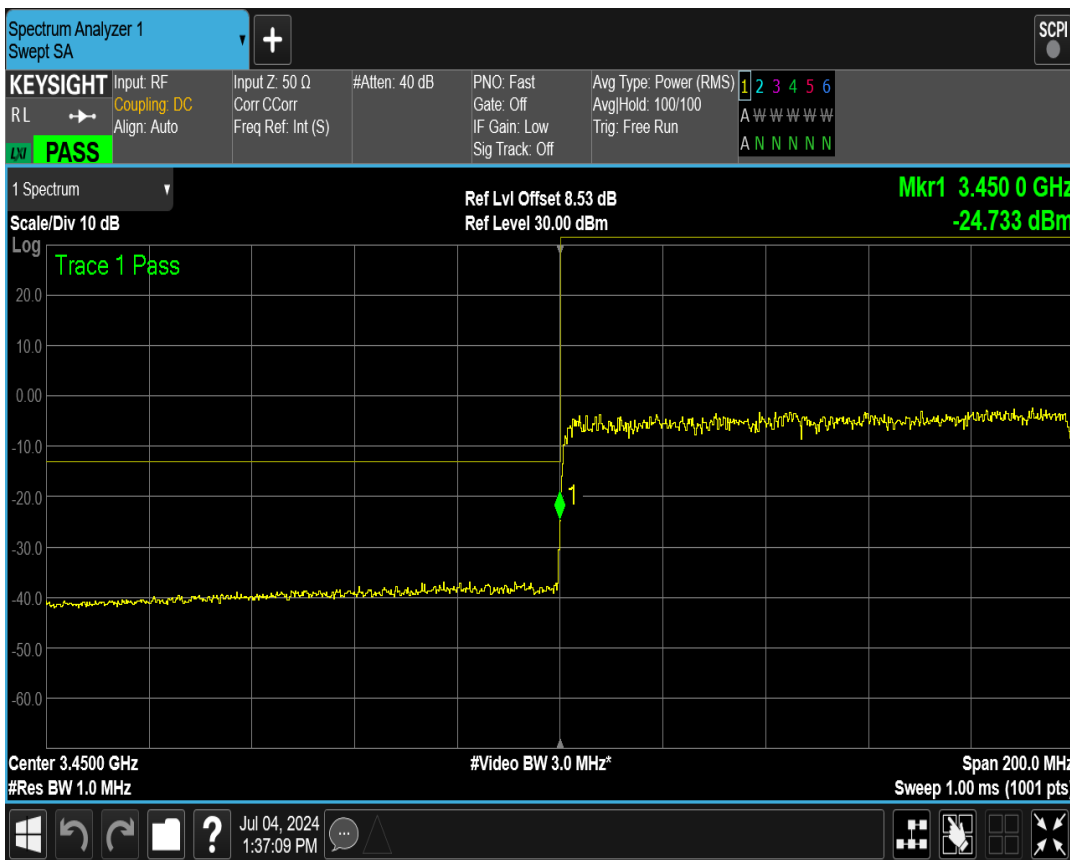 Spectrum Analyzer 1
Swept SA
SCPI
KEYSIGHT
RL
LXI PASS
Input: RF
Coupling: DC
Align: Auto
Input Z: 50 Ω
Corr CCorr
Freq Ref: Int (S)
#Atten: 40 dB
PNO: Fast
Gate: Off
IF Gain: Low
Sig Track: Off
Avg Type: Power (RMS)
Avg|Hold: 100/100
Trig: Free Run
1 2 3 4 5 6
A W W W W W
A N N N N N
1 Spectrum
Scale/Div 10 dB
Ref Lvl Offset 8.53 dB
Ref Level 30.00 dBm
Mkr1 3.450 0 GHz
-24.733 dBm
Log
Trace 1 Pass
20.0
10.0
0.00
-10.0
-20.0
1
-30.0
-40.0
-50.0
-60.0
Center 3.4500 GHz
#Res BW 1.0 MHz
#Video BW 3.0 MHz*
Span 200.0 MHz
Sweep 1.00 ms (1001 pts)
?
Jul 04, 2024
1:37:09 PM